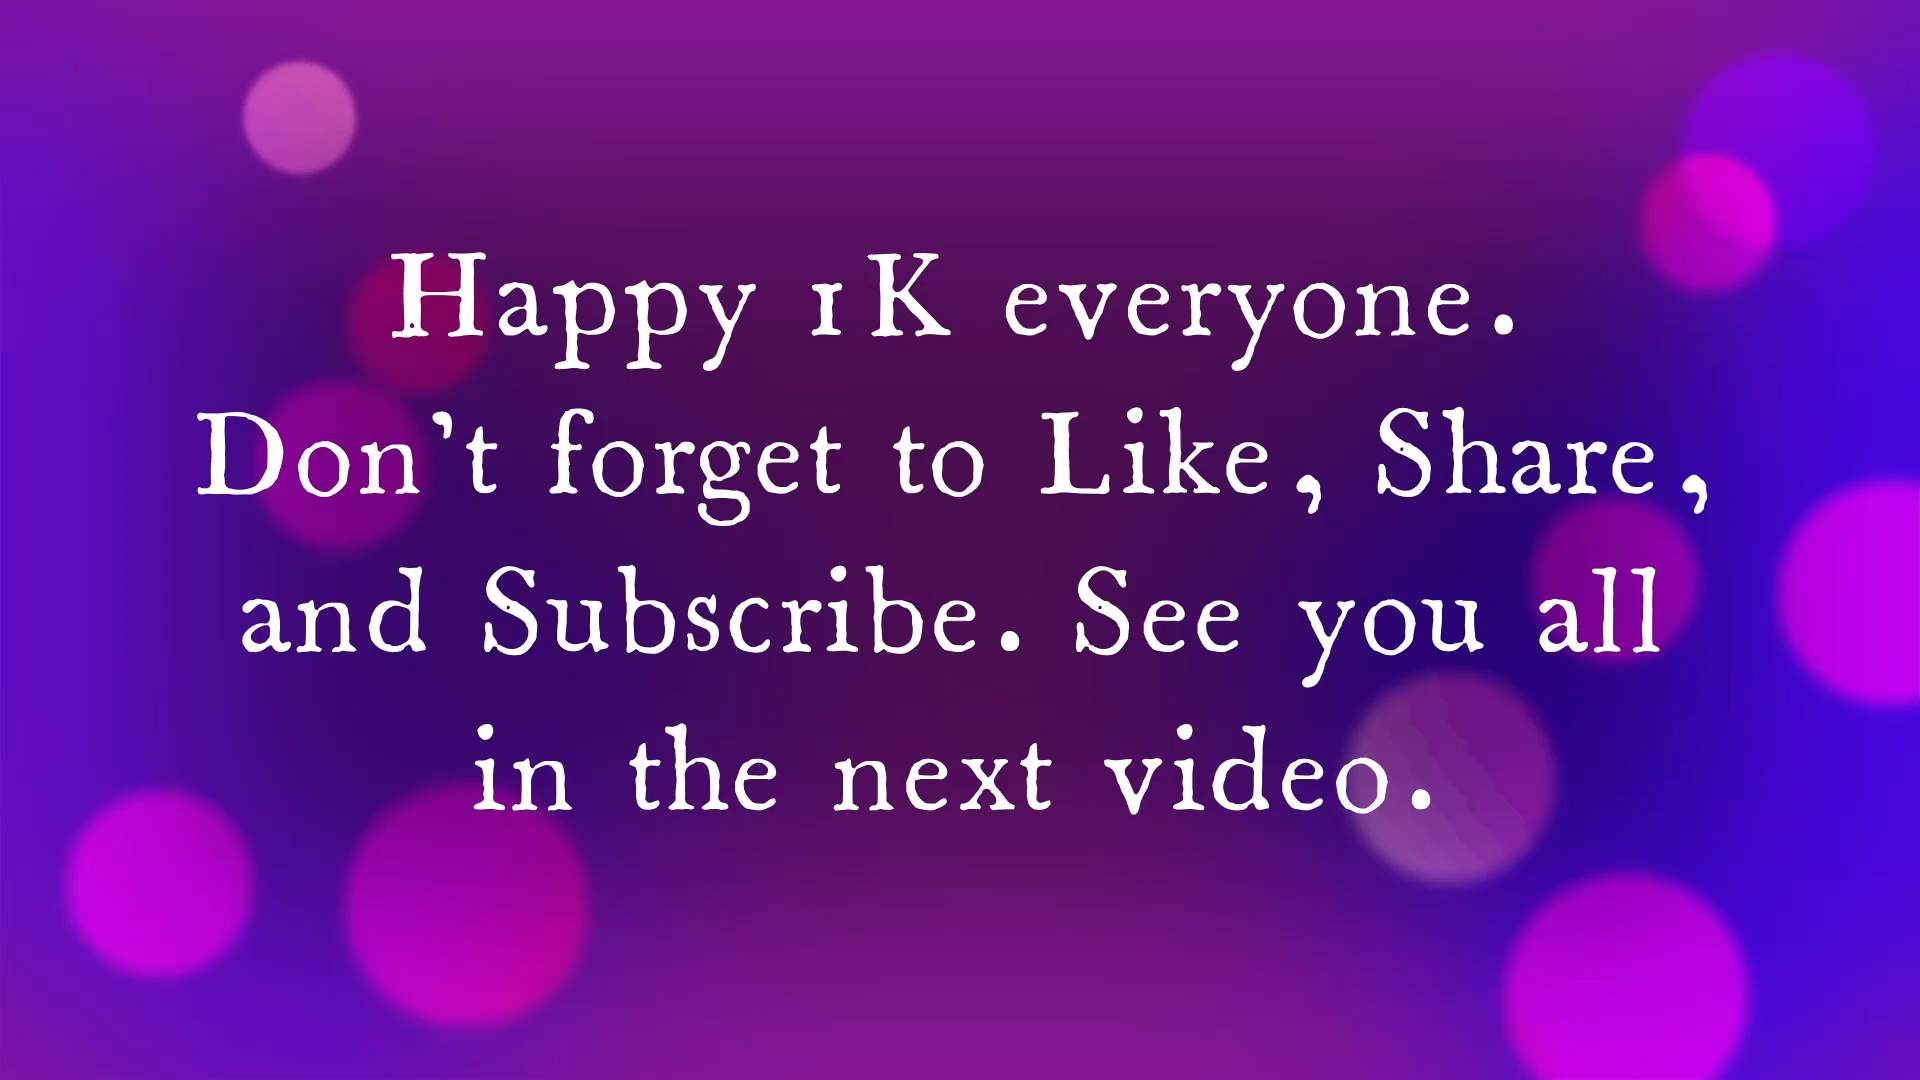 Happy 1K everyone.
Don't forget to Like, Share,
and Subscribe. See you all
in the next video.